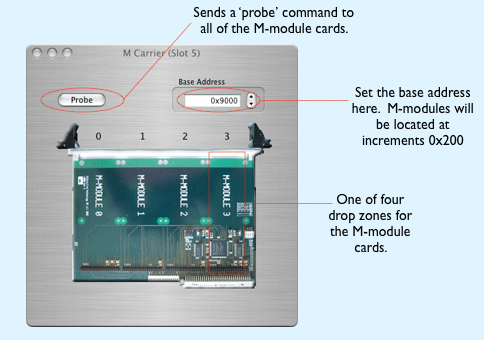 Sends a ‘probe’ command to
all of the M-module cards.
M Carrier (Slot 5)
Probe
Base Address
0x9000
Set the base address
here. M-modules will
be located at
increments 0x200
0 1 2 3
M-MODULE 0
M-MODULE 1
M-MODULE 2
M-MODULE 3
One of four
drop zones for
the M-module
cards.